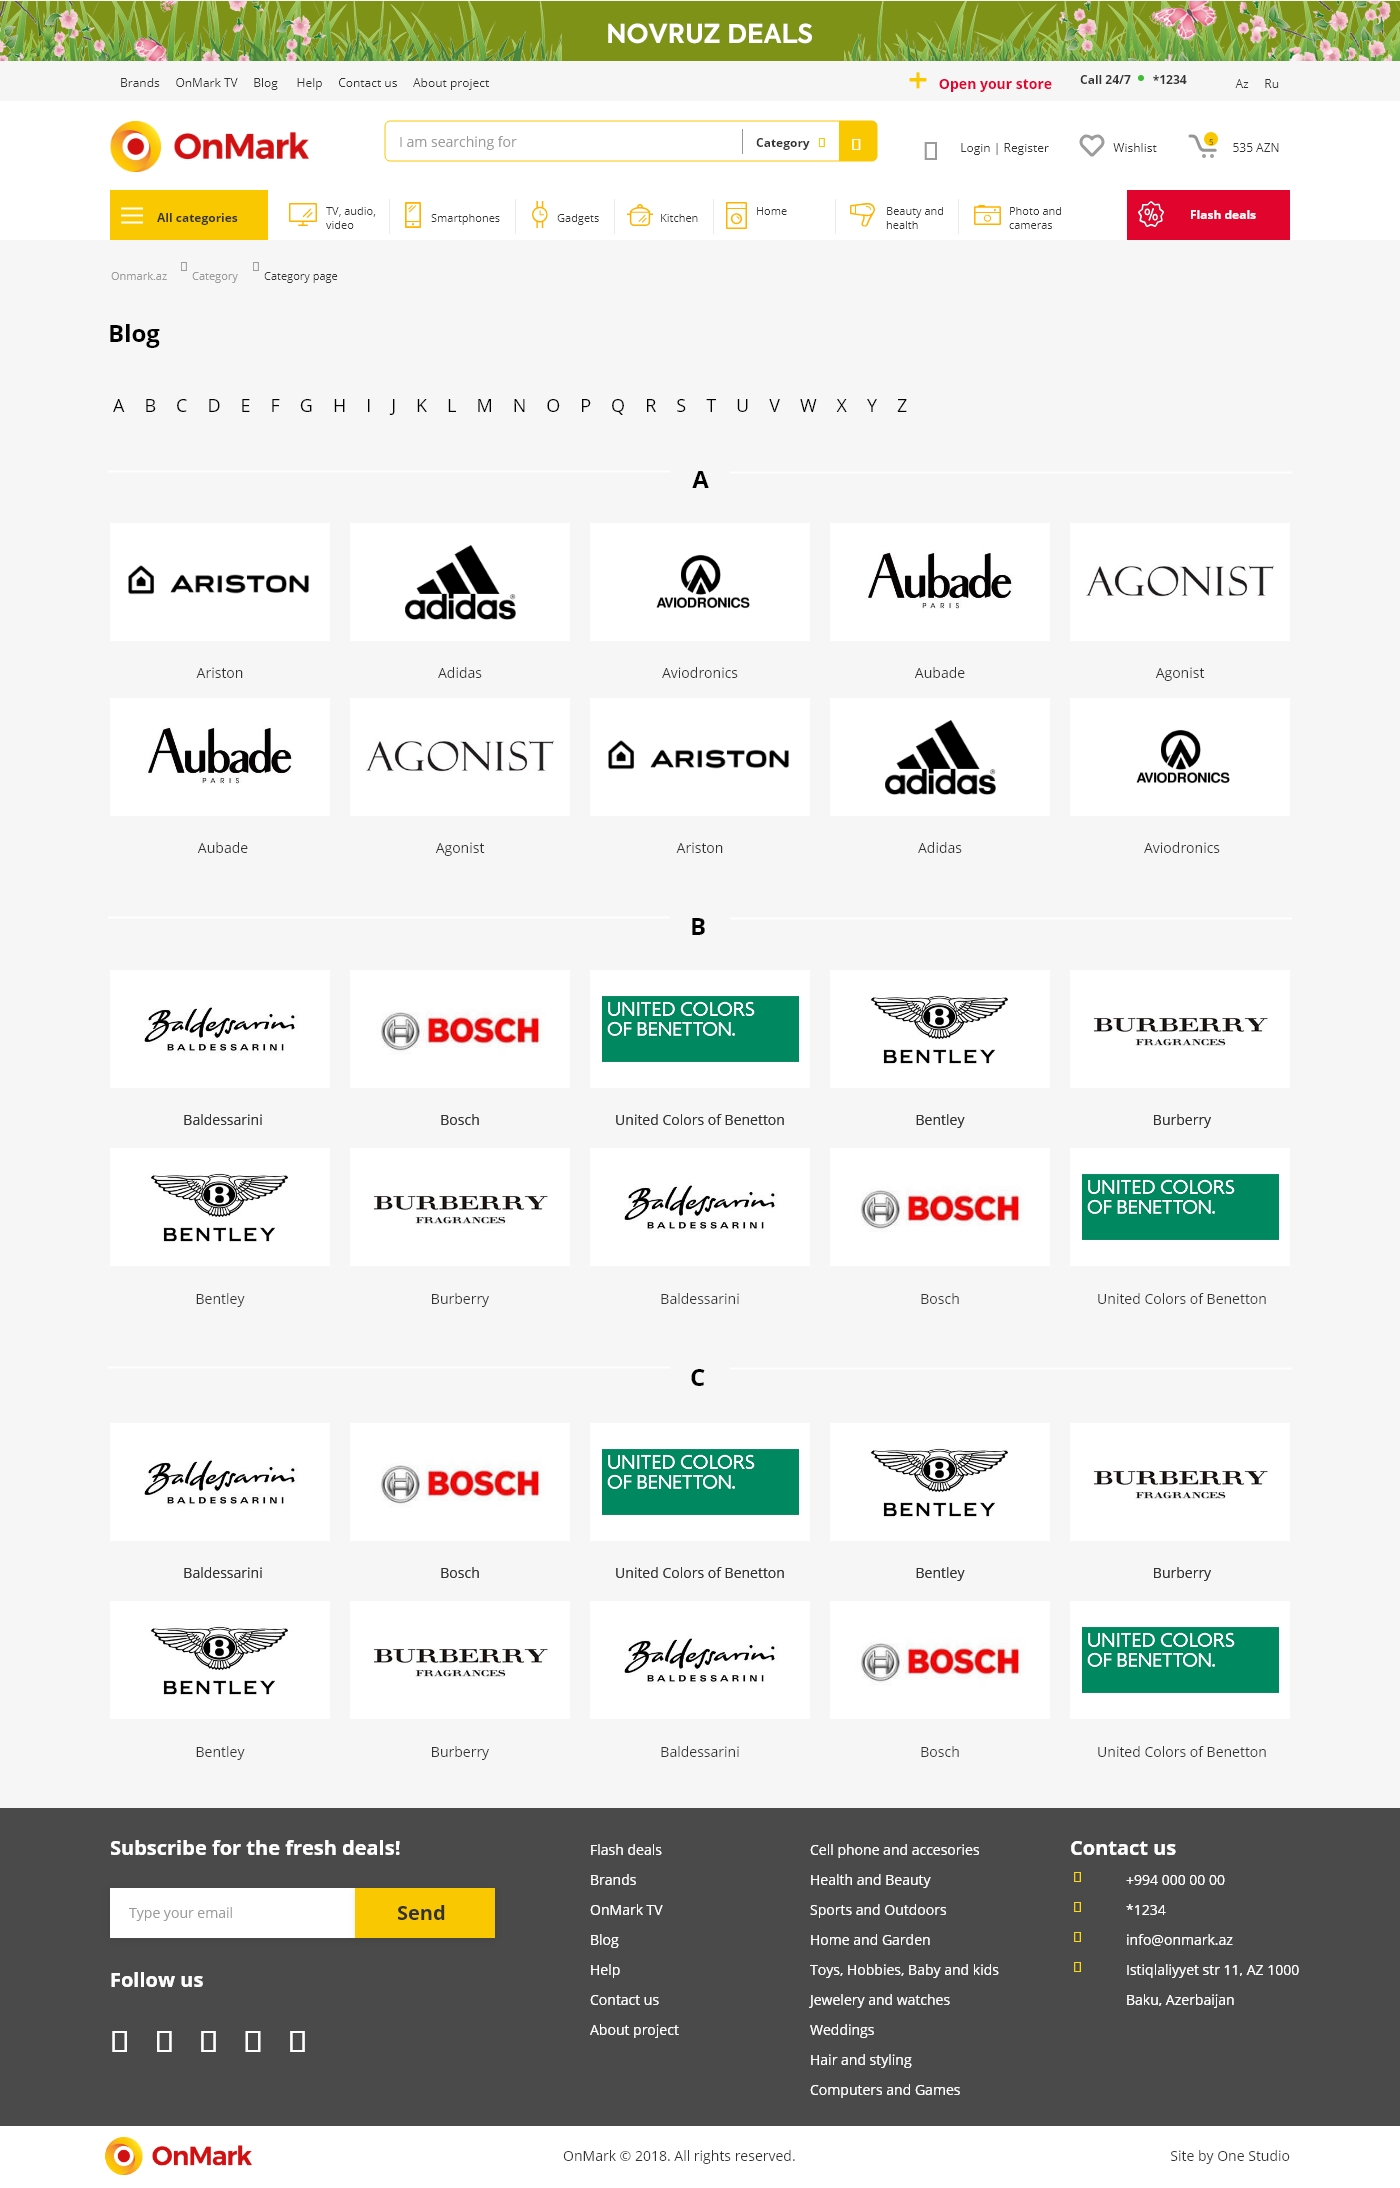 NOVRUZ DEALS
Brands OnMark TV Blog Help Contact us About project Open your store Call 24/7 *1234 Az Ru
OnMark I am searching for Category Login | Register Wishlist 5 535 AZN
All categories TV, audio, video Smartphones Gadgets Kitchen Home Beauty and health Photo and cameras % Flash deals
Onmark.az Category Category page
Blog
A B C D E F G H I J K L M N O P Q R S T U V W X Y Z
A
ARISTON adidas® AVIODRONICS Aubade PARIS AGONIST
Ariston Adidas Aviodronics Aubade Agonist
Aubade PARIS AGONIST ARISTON adidas® AVIODRONICS
Aubade Agonist Ariston Adidas Aviodronics
B
Baldessarini BALDESSARINI BOSCH UNITED COLORS OF BENETTON. B BENTLEY BURBERRY FRAGRANCES
Baldessarini Bosch United Colors of Benetton Bentley Burberry
B BENTLEY BURBERRY FRAGRANCES Baldessarini BALDESSARINI BOSCH UNITED COLORS OF BENETTON.
Bentley Burberry Baldessarini Bosch United Colors of Benetton
C
Baldessarini BALDESSARINI BOSCH UNITED COLORS OF BENETTON. B BENTLEY BURBERRY FRAGRANCES
Baldessarini Bosch United Colors of Benetton Bentley Burberry
B BENTLEY BURBERRY FRAGRANCES Baldessarini BALDESSARINI BOSCH UNITED COLORS OF BENETTON.
Bentley Burberry Baldessarini Bosch United Colors of Benetton
Subscribe for the fresh deals!
Type your email Send
Follow us
Flash deals
Brands
OnMark TV
Blog
Help
Contact us
About project
Cell phone and accesories
Health and Beauty
Sports and Outdoors
Home and Garden
Toys, Hobbies, Baby and kids
Jewelery and watches
Weddings
Hair and styling
Computers and Games
Contact us
+994 000 00 00
*1234
info@onmark.az
Istiqlaliyyet str 11, AZ 1000
Baku, Azerbaijan
OnMark OnMark © 2018. All rights reserved. Site by One Studio